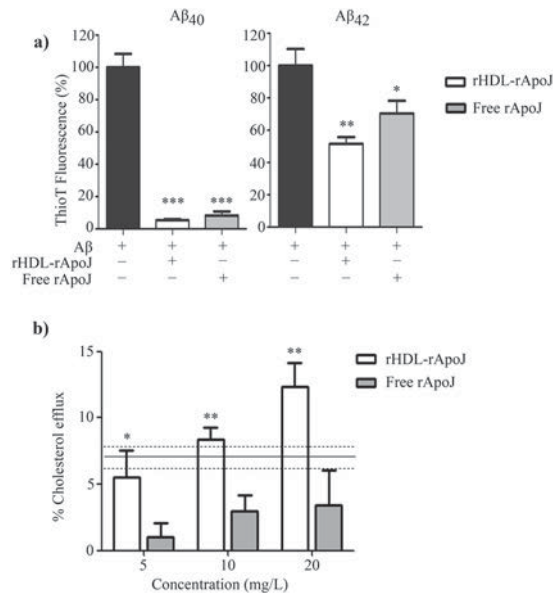 Aβ40 Aβ42
a)
ThioT Fluorescence (%)
120 120
100 100
80 80
60 60
40 40
20 20
0 0
*** *** ** *
rHDL-rApoJ
Free rApoJ
Aβ + + + + + +
rHDL-rApoJ − + − − + −
Free rApoJ − − + − − +
b)
% Cholesterol efflux
15
10
5
0
* ** **
rHDL-rApoJ
Free rApoJ
5 10 20
Concentration (mg/L)